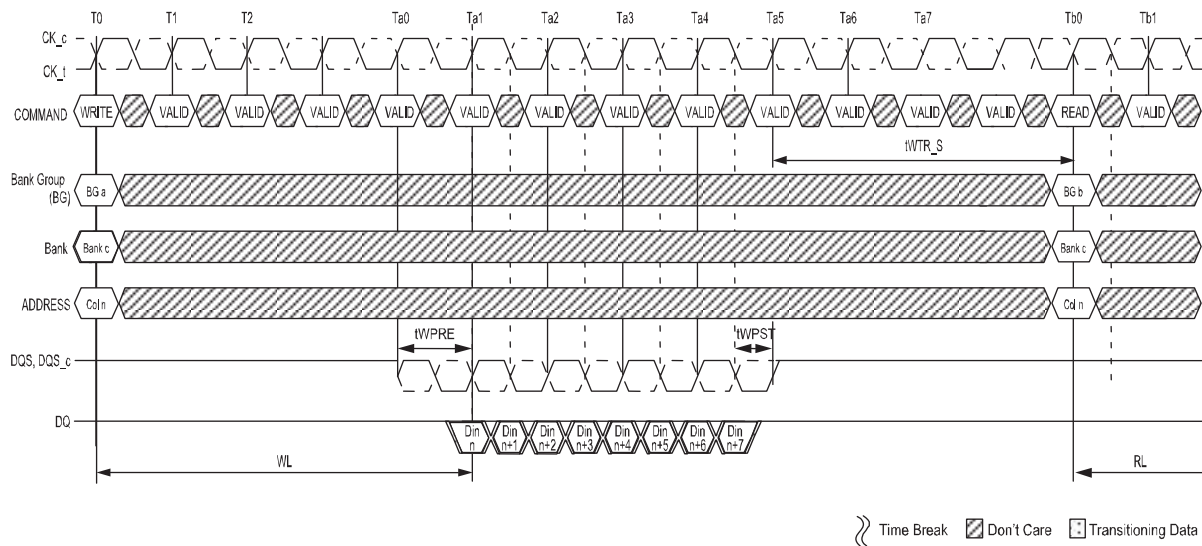 T0 T1 T2 Ta0 Ta1 Ta2 Ta3 Ta4 Ta5 Ta6 Ta7 Tb0 Tb1
CK_c
CK_t
COMMAND WRITE VALID VALID VALID VALID VALID VALID VALID VALID VALID VALID VALID VALID READ VALID
tWTR_S
Bank Group
(BG) BG a BG b
Bank Bank c Bank c
ADDRESS Col n Col n
tWPRE tWPST
DQS, DQS_c
DQ Din n Din n+1 Din n+2 Din n+3 Din n+4 Din n+5 Din n+6 Din n+7
WL RL
Time Break Don't Care Transitioning Data